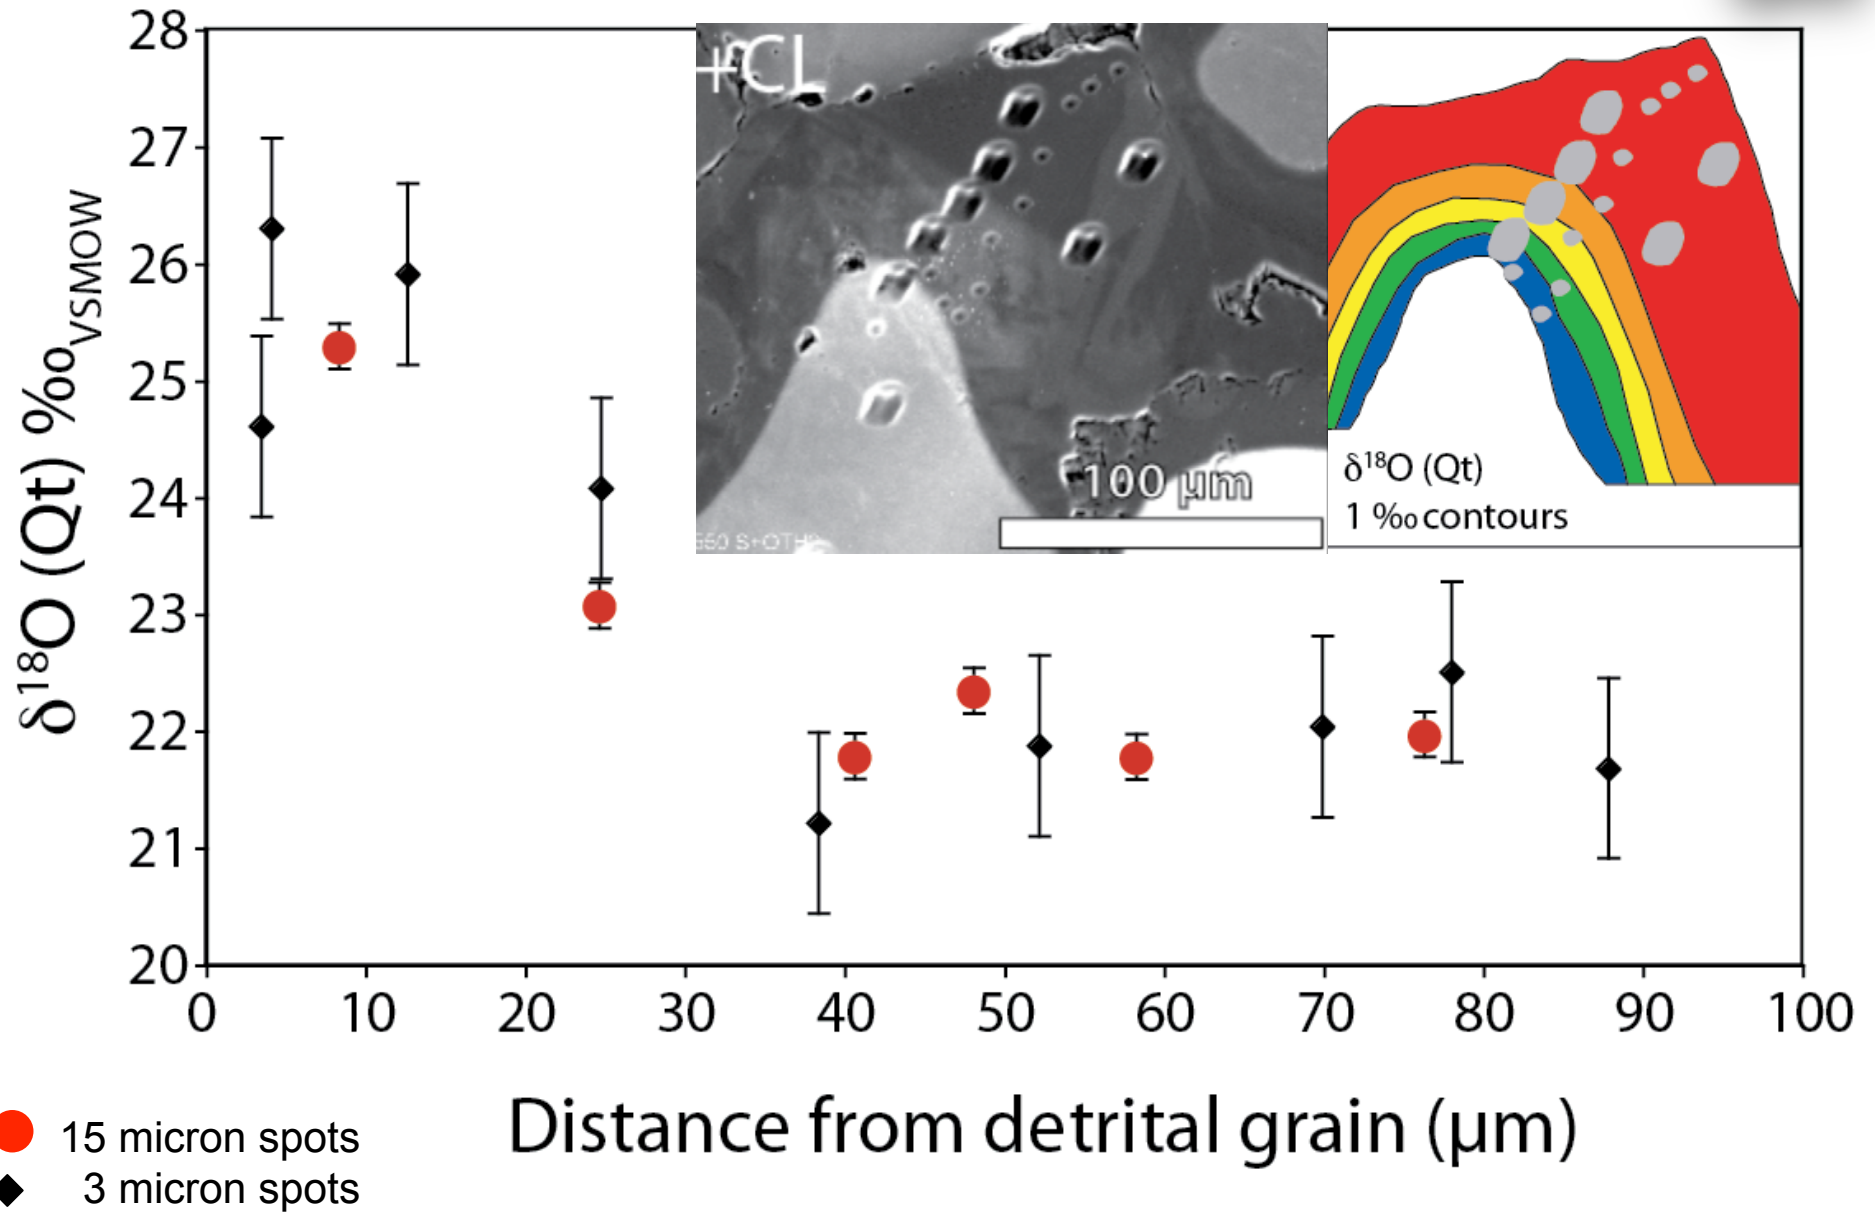 28
27
26
25
24
23
22
21
20
δ18O (Qt) ‰VSMOW
+CL
100 µm
δ18O (Qt)
1 ‰ contours
0 10 20 30 40 50 60 70 80 90 100
Distance from detrital grain (µm)
15 micron spots
3 micron spots